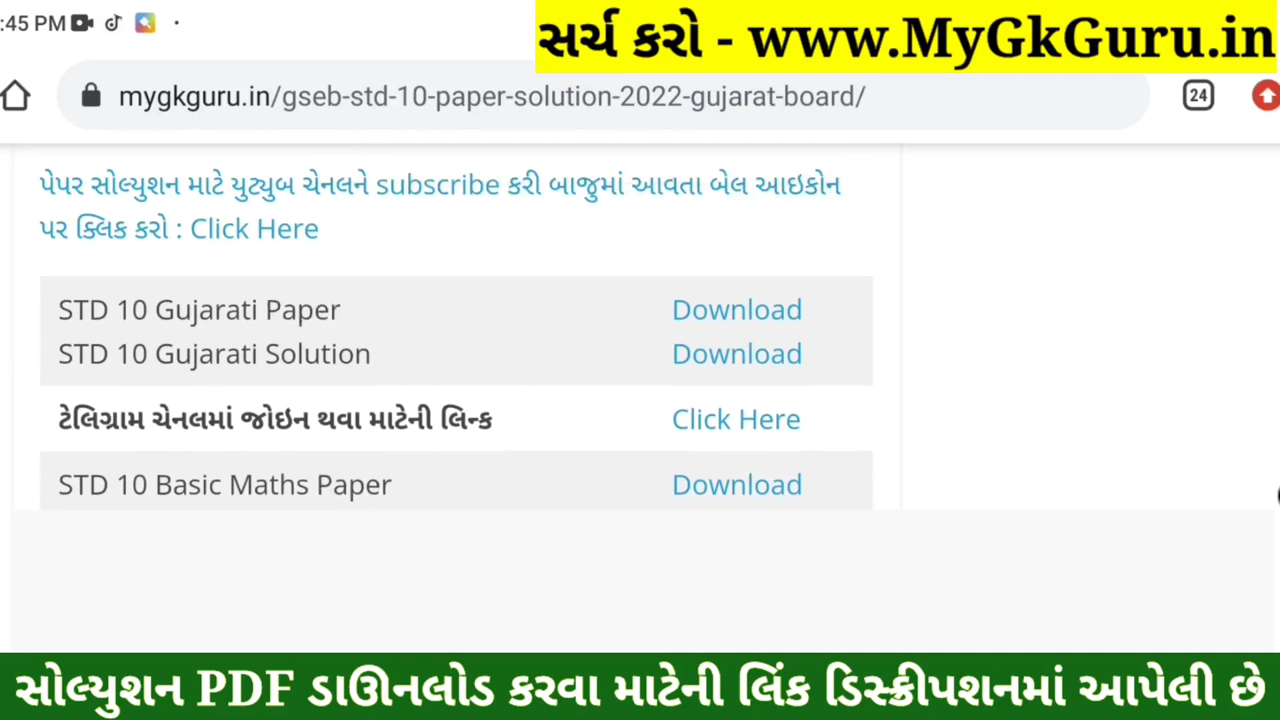 :45 PM
સર્ચ કરો - www.MyGkGuru.in
mygkguru.in/gseb-std-10-paper-solution-2022-gujarat-board/
24
પેપર સોલ્યુશન માટે યુટ્યુબ ચેનલને subscribe કરી બાજુમાં આવતા બેલ આઇકોન
પર ક્લિક કરો : Click Here
STD 10 Gujarati Paper Download
STD 10 Gujarati Solution Download
ટેલિગ્રામ ચેનલમાં જોઇન થવા માટેની લિન્ક Click Here
STD 10 Basic Maths Paper Download
સોલ્યુશન PDF ડાઊનલોડ કરવા માટેની લિંક ડિસ્ક્રીપશનમાં આપેલી છે